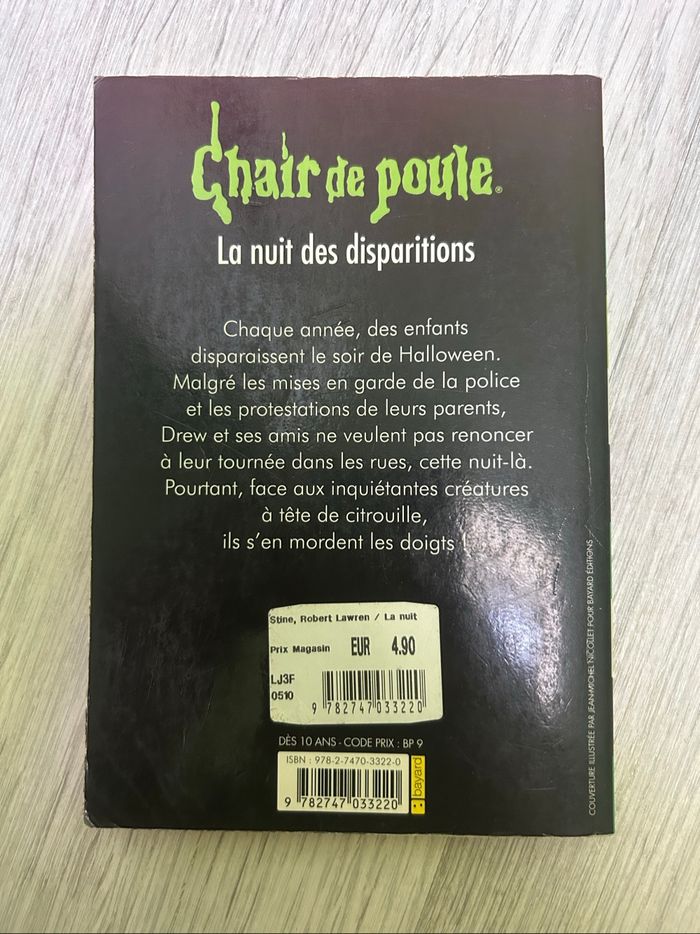 Chair de poule®
La nuit des disparitions
Chaque année, des enfants
disparaissent le soir de Halloween.
Malgré les mises en garde de la police
et les protestations de leurs parents,
Drew et ses amis ne veulent pas renoncer
à leur tournée dans les rues, cette nuit-là.
Pourtant, face aux inquiétantes créatures
à tête de citrouille,
ils s'en mordent les doigts !
Stine, Robert Lawren / La nuit
Prix Magasin EUR 4.90
LJ3F
0510
9 782747 033220
DÈS 10 ANS - CODE PRIX : BP 9
ISBN : 978-2-7470-3322-0
9 782747 033220
bayard
COUVERTURE ILLUSTRÉE PAR JEAN-MICHEL NICOLLET POUR BAYARD ÉDITIONS